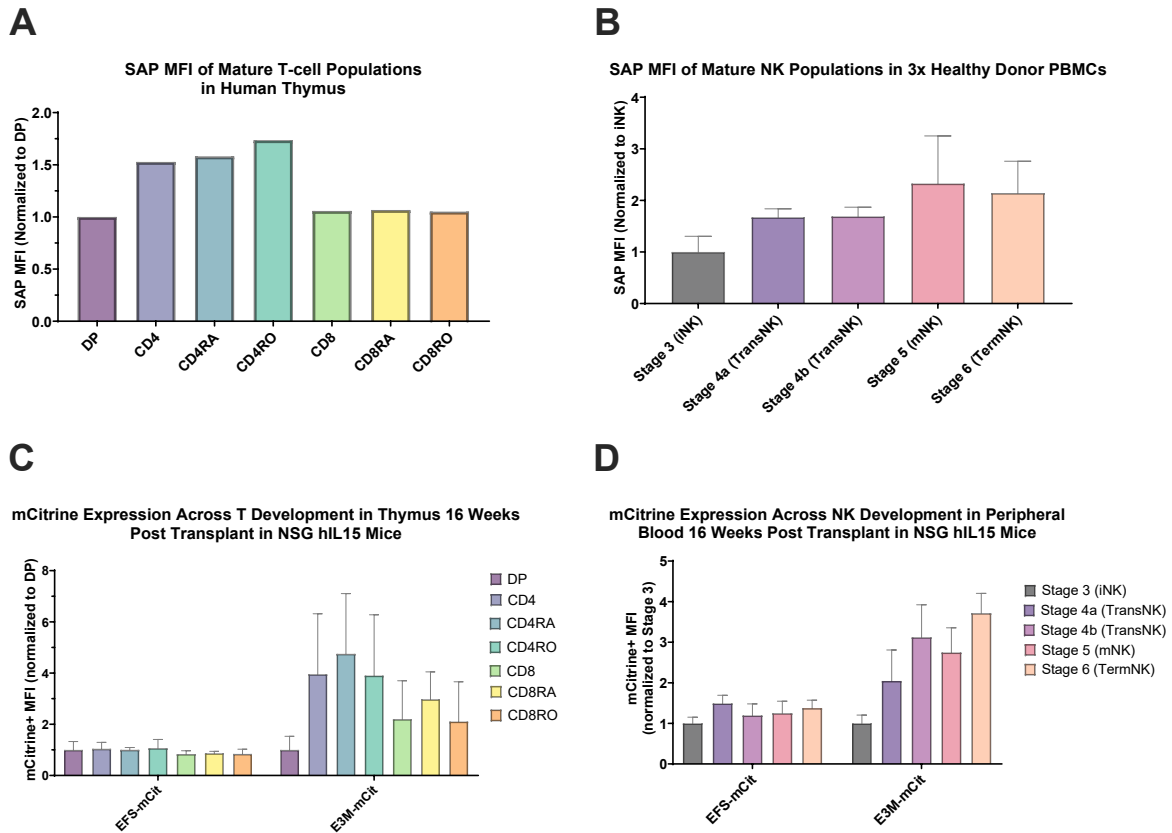 A
SAP MFI of Mature T-cell Populations
in Human Thymus
SAP MFI (Normalized to DP)
2.0
1.5
1.0
0.5
0.0
DP
CD4
CD4RA
CD4RO
CD8
CD8RA
CD8RO
B
SAP MFI of Mature NK Populations in 3x Healthy Donor PBMCs
SAP MFI (Normalized to iNK)
4
3
2
1
0
Stage 3 (iNK)
Stage 4a (TransNK)
Stage 4b (TransNK)
Stage 5 (mNK)
Stage 6 (TermNK)
C
mCitrine Expression Across T Development in Thymus 16 Weeks
Post Transplant in NSG hIL15 Mice
mCitrine+ MFI (normalized to DP)
8
6
4
2
0
EFS-mCit
E3M-mCit
DP
CD4
CD4RA
CD4RO
CD8
CD8RA
CD8RO
D
mCitrine Expression Across NK Development in Peripheral
Blood 16 Weeks Post Transplant in NSG hIL15 Mice
mCitrine+ MFI
(normalized to Stage 3)
5
4
3
2
1
0
EFS-mCit
E3M-mCit
Stage 3 (iNK)
Stage 4a (TransNK)
Stage 4b (TransNK)
Stage 5 (mNK)
Stage 6 (TermNK)